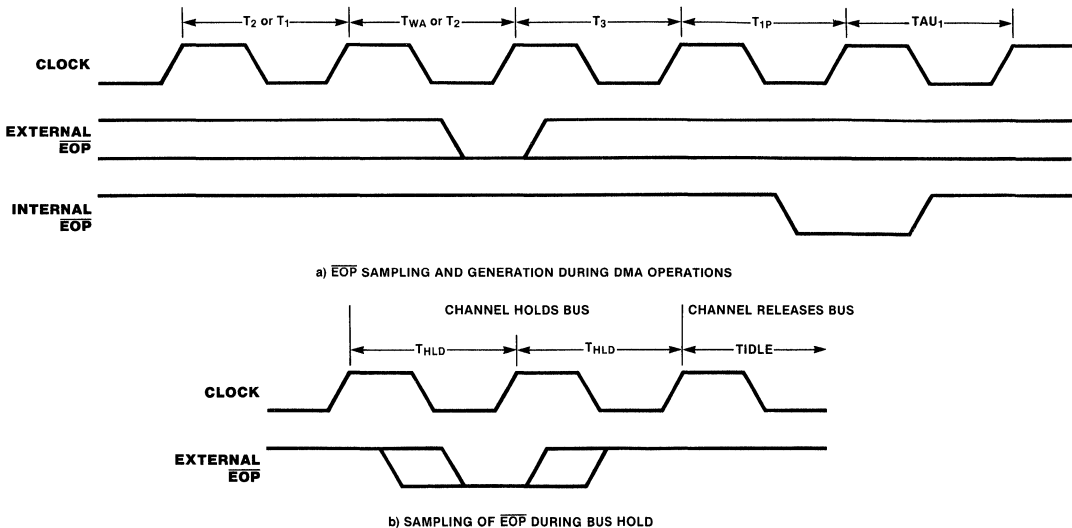 T2 or T1 TWA or T2 T3 T1P TAU1
CLOCK
EXTERNAL
EOP
INTERNAL
EOP
a) EOP SAMPLING AND GENERATION DURING DMA OPERATIONS
CHANNEL HOLDS BUS CHANNEL RELEASES BUS
THLD THLD TIDLE
CLOCK
EXTERNAL
EOP
b) SAMPLING OF EOP DURING BUS HOLD